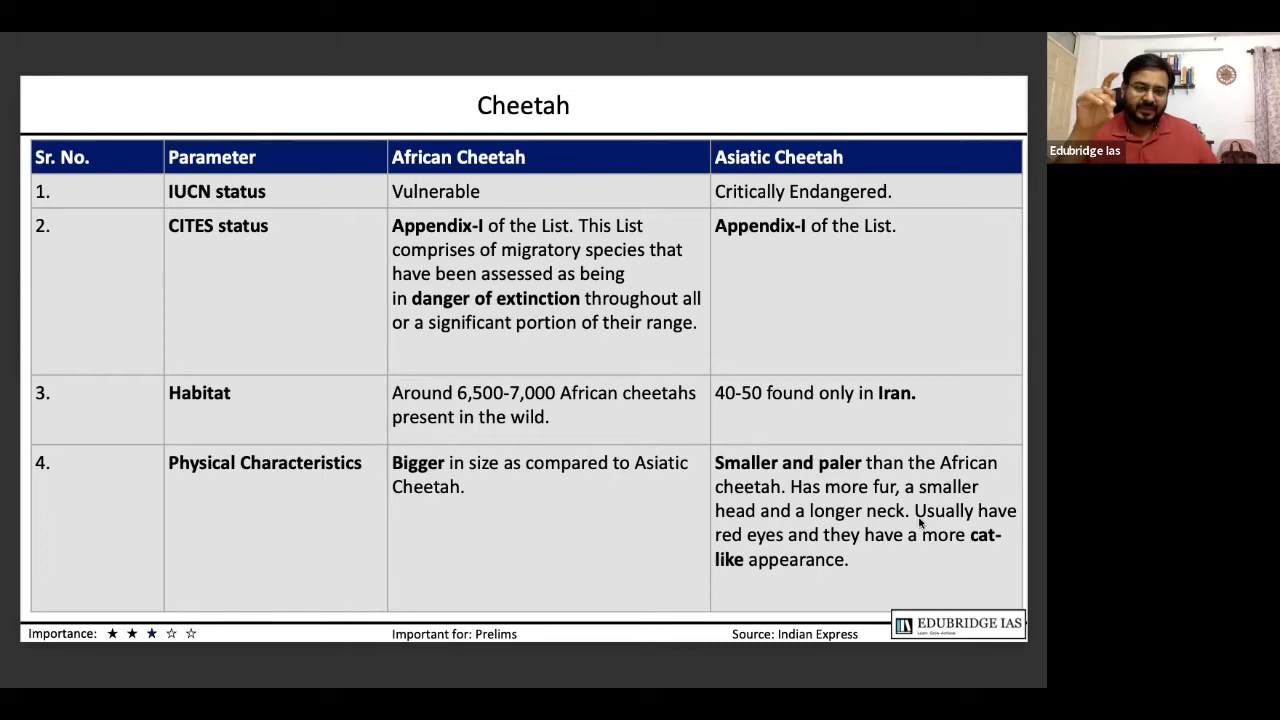 Cheetah
Sr. No. Parameter African Cheetah Asiatic Cheetah
1. IUCN status Vulnerable Critically Endangered.
2. CITES status Appendix-I of the List. This List
comprises of migratory species that
have been assessed as being
in danger of extinction throughout all
or a significant portion of their range.
Appendix-I of the List.
3. Habitat Around 6,500-7,000 African cheetahs
present in the wild.
40-50 found only in Iran.
4. Physical Characteristics Bigger in size as compared to Asiatic
Cheetah.
Smaller and paler than the African
cheetah. Has more fur, a smaller
head and a longer neck. Usually have
red eyes and they have a more cat-
like appearance.
Importance: ★ ★ ★ ☆ ☆ Important for: Prelims Source: Indian Express
EDUBRIDGE IAS
Learn. Grow. Achieve
Edubridge Ias